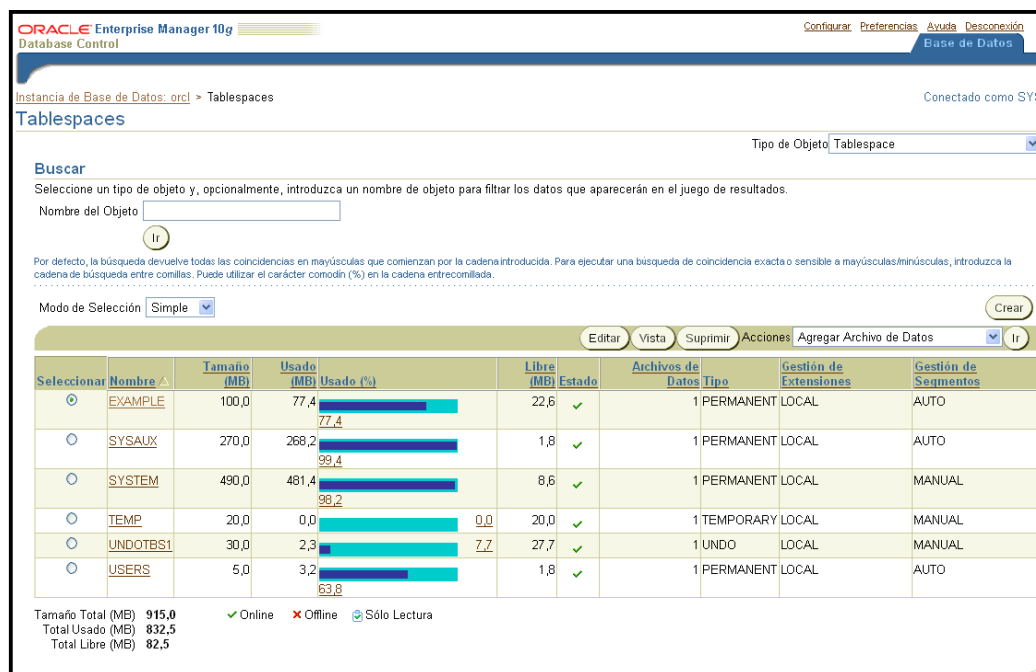 ORACLE Enterprise Manager 10g
Database Control
Configurar Preferencias Ayuda Desconexión
Base de Datos
Instancia de Base de Datos: orcl > Tablespaces
Conectado como SYS
Tablespaces
Tipo de Objeto Tablespace
Buscar
Seleccione un tipo de objeto y, opcionalmente, introduzca un nombre de objeto para filtrar los datos que aparecerán en el juego de resultados.
Nombre del Objeto
Ir
Por defecto, la búsqueda devuelve todas las coincidencias en mayúsculas que comienzan por la cadena introducida. Para ejecutar una búsqueda de coincidencia exacta o sensible a mayúsculas/minúsculas, introduzca la
cadena de búsqueda entre comillas. Puede utilizar el carácter comodín (%) en la cadena entrecomillada.
Modo de Selección Simple
Crear
Editar Vista Suprimir Acciones Agregar Archivo de Datos Ir
Seleccionar Nombre Tamaño (MB) Usado (MB) Usado (%) Libre (MB) Estado Archivos de Datos Tipo Gestión de Extensiones Gestión de Segmentos
EXAMPLE 100,0 77,4 77,4 22,6 1 PERMANENT LOCAL AUTO
SYSAUX 270,0 268,2 99,4 1,8 1 PERMANENT LOCAL AUTO
SYSTEM 490,0 481,4 98,2 8,6 1 PERMANENT LOCAL MANUAL
TEMP 20,0 0,0 0,0 20,0 1 TEMPORARY LOCAL MANUAL
UNDOTBS1 30,0 2,3 7,7 27,7 1 UNDO LOCAL MANUAL
USERS 5,0 3,2 63,8 1,8 1 PERMANENT LOCAL AUTO
Tamaño Total (MB) 915,0 Online Offline Sólo Lectura
Total Usado (MB) 832,5
Total Libre (MB) 82,5